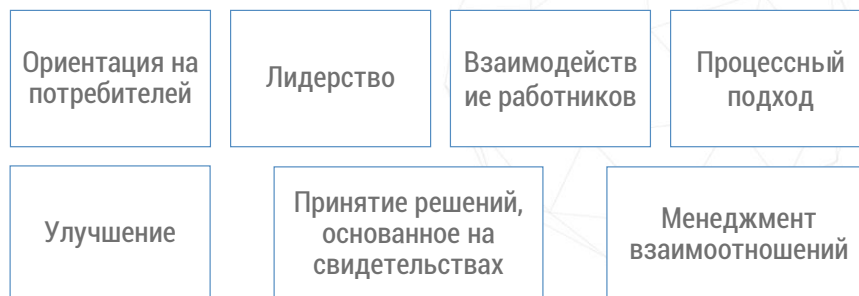 Ориентация на
потребителей
Лидерство
Взаимодейств
ие работников
Процессный
подход
Улучшение
Принятие решений,
основанное на
свидетельствах
Менеджмент
взаимоотношений